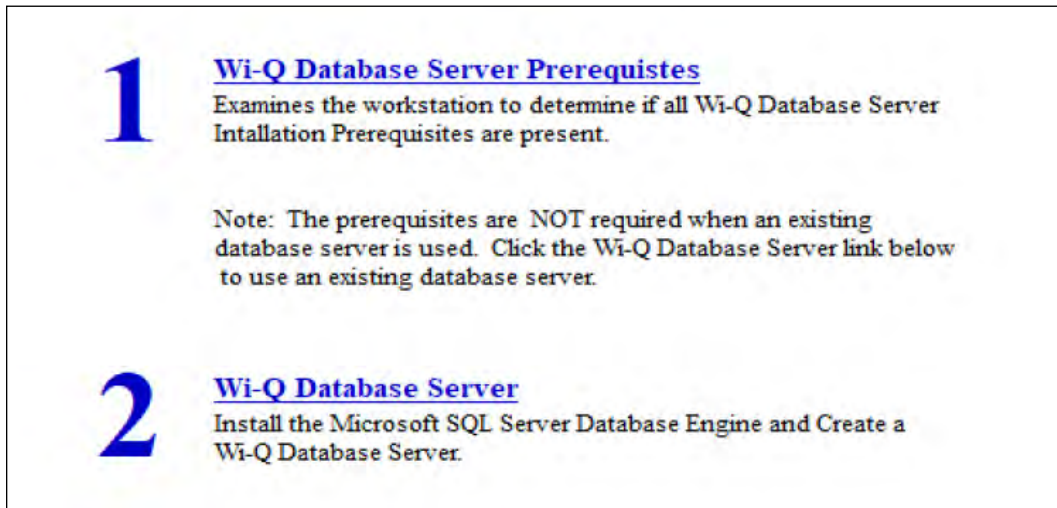 1
Wi-Q Database Server Prerequistes
Examines the workstation to determine if all Wi-Q Database Server
Intallation Prerequisites are present.
Note: The prerequisites are NOT required when an existing
database server is used. Click the Wi-Q Database Server link below
to use an existing database server.
2
Wi-Q Database Server
Install the Microsoft SQL Server Database Engine and Create a
Wi-Q Database Server.